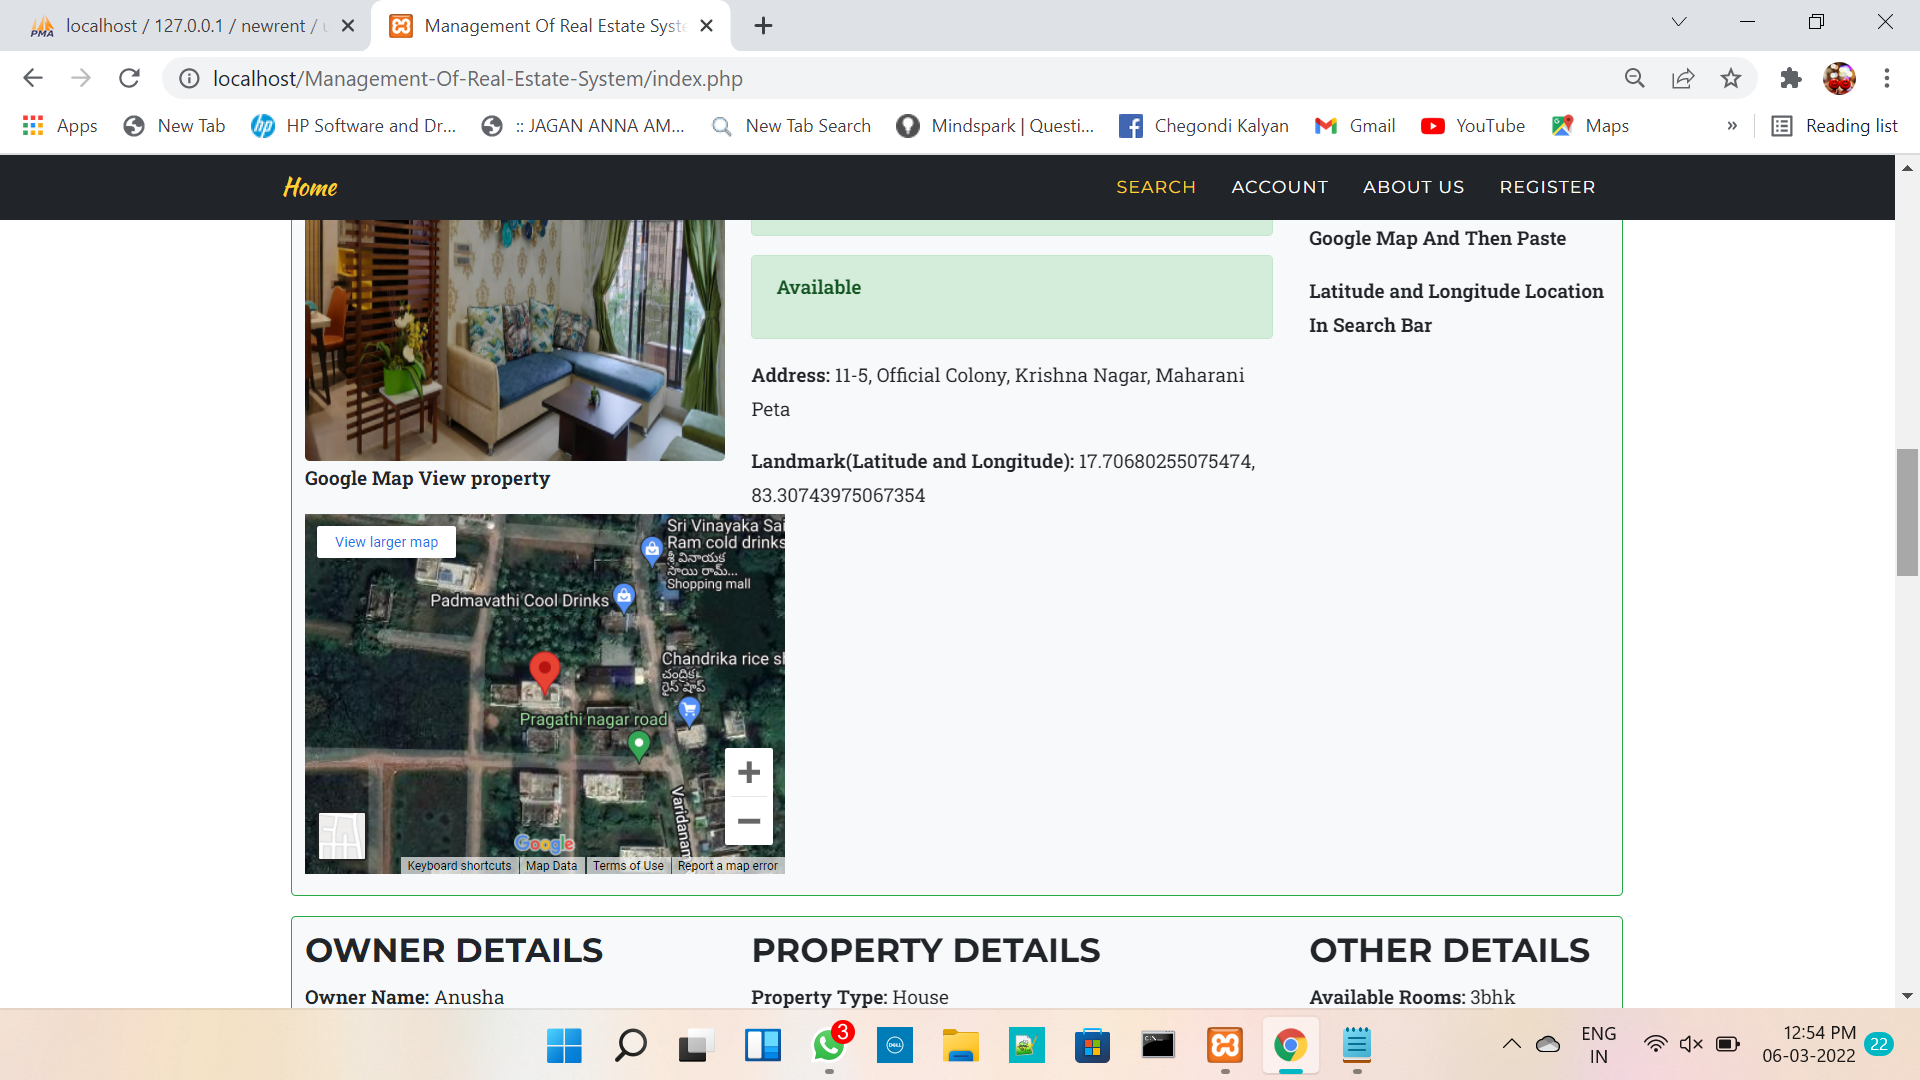 localhost / 127.0.0.1 / newrent /
Management Of Real Estate Syst
localhost/Management-Of-Real-Estate-System/index.php
Apps
New Tab
HP Software and Dr...
:: JAGAN ANNA AM...
New Tab Search
Mindspark | Questi...
Chegondi Kalyan
Gmail
YouTube
Maps
»
Reading list
Home
SEARCH
ACCOUNT
ABOUT US
REGISTER
Google Map View property
View larger map
Sri Vinayaka Sai
Ram cold drinks
శ్రీ వినాయక
సాయి రామ్...
Shopping mall
Padmavathi Cool Drinks
Chandrika rice sl
చంద్రిక
రైస్ షాప్
Pragathi nagar road
Varidanam
Google
Keyboard shortcuts
Map Data
Terms of Use
Report a map error
Available
Address: 11-5, Official Colony, Krishna Nagar, Maharani
Peta
Landmark(Latitude and Longitude): 17.70680255075474,
83.30743975067354
Google Map And Then Paste
Latitude and Longitude Location
In Search Bar
OWNER DETAILS
Owner Name: Anusha
PROPERTY DETAILS
Property Type: House
OTHER DETAILS
Available Rooms: 3bhk
3
DELL
ENG
IN
12:54 PM
06-03-2022
22